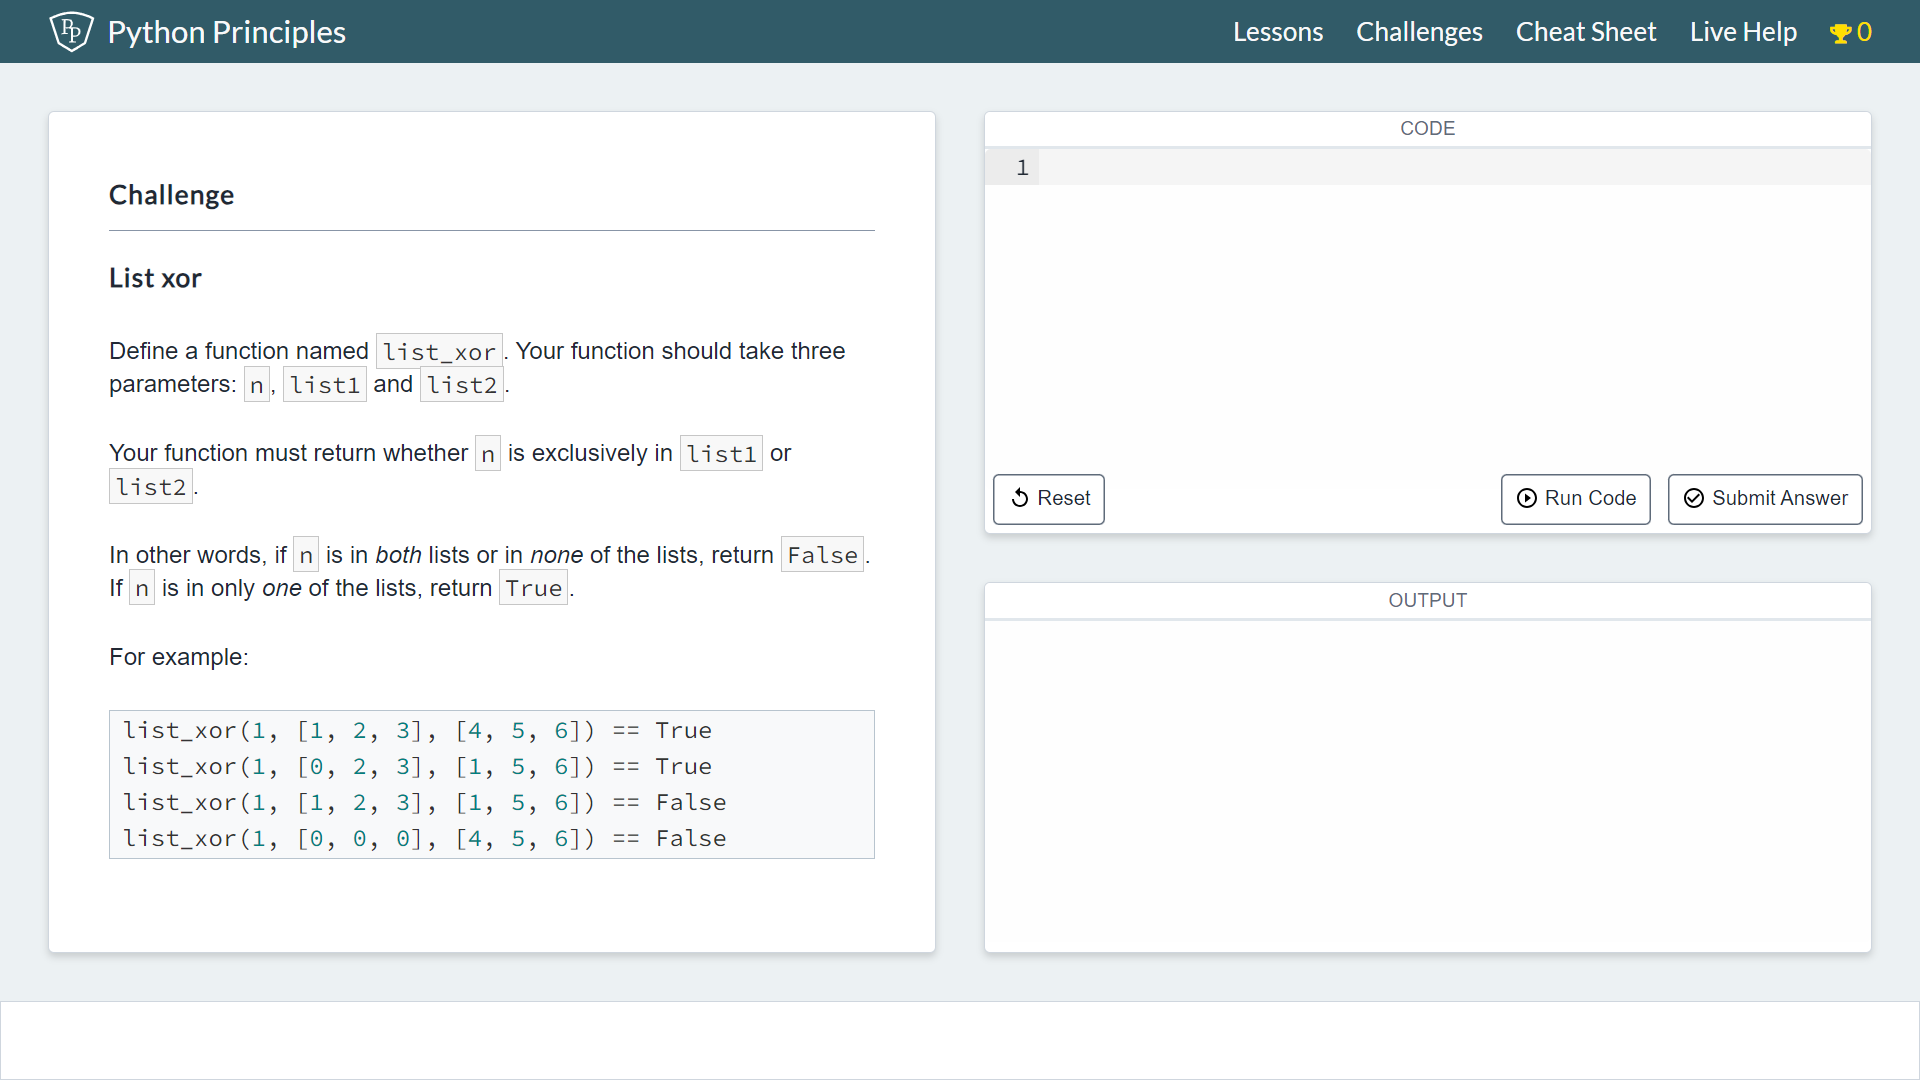 Python Principles
Lessons Challenges Cheat Sheet Live Help 0
Challenge
List xor
Define a function named list_xor. Your function should take three
parameters: n, list1 and list2.
Your function must return whether n is exclusively in list1 or
list2.
In other words, if n is in both lists or in none of the lists, return False.
If n is in only one of the lists, return True.
For example:
list_xor(1, [1, 2, 3], [4, 5, 6]) == True
list_xor(1, [0, 2, 3], [1, 5, 6]) == True
list_xor(1, [1, 2, 3], [1, 5, 6]) == False
list_xor(1, [0, 0, 0], [4, 5, 6]) == False
CODE
1
Reset Run Code Submit Answer
OUTPUT